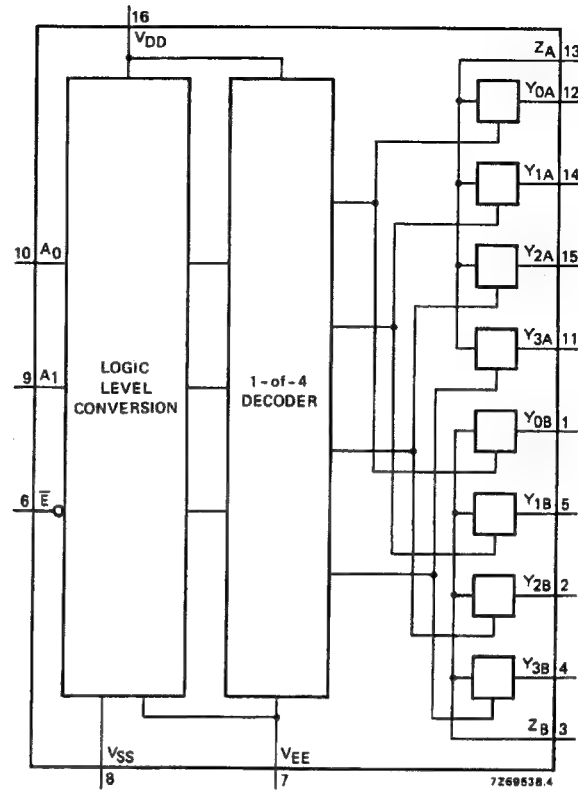 16
VDD
ZA 13
Y0A 12
Y1A 14
Y2A 15
Y3A 11
Y0B 1
Y1B 5
Y2B 2
Y3B 4
ZB 3
10 A0
9 A1
6 E̅
LOGIC
LEVEL
CONVERSION
1-of-4
DECODER
VSS
8
VEE
7
7Z69538.4